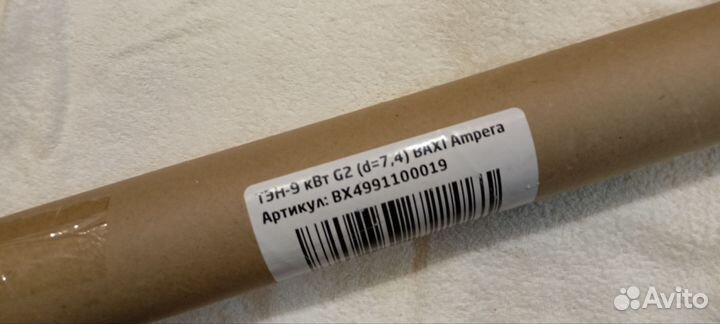 ТЭН-9 кВт G2 (d=7,4) BAXI Ampera
Артикул: BX4991100019
Avito